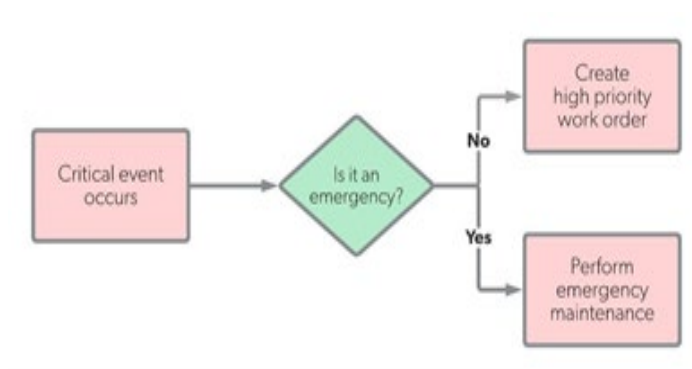 Critical event
occurs
Is it an
emergency?
No
Create
high priority
work order
Yes
Perform
emergency
maintenance